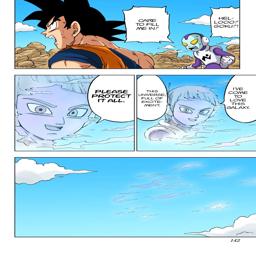 HEL-
LOOO?
GOKU?!
CARE
TO FILL
ME IN?
I'VE
COME TO
LOVE
THIS
GALAXY.
THIS
UNIVERSE,
FULL OF
EXCITE-
MENT.
PLEASE
PROTECT
IT ALL.
142